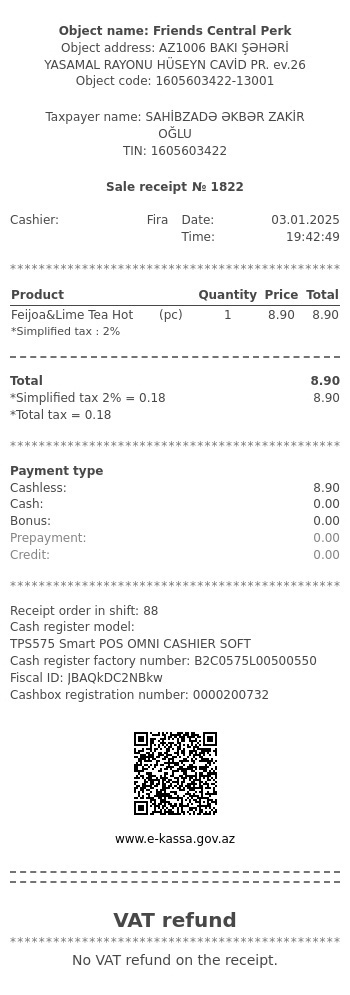 Object name: Friends Central Perk
Object address: AZ1006 BAKI ŞƏHƏRİ
YASAMAL RAYONU HÜSEYN CAVİD PR. ev.26
Object code: 1605603422-13001
Taxpayer name: SAHİBZADƏ ƏKBƏR ZAKİR
OĞLU
TIN: 1605603422
Sale receipt № 1822
Cashier: Fira Date: 03.01.2025
Time: 19:42:49
********************************************
Product Quantity Price Total
Feijoa&Lime Tea Hot (pc) 1 8.90 8.90
*Simplified tax : 2%
Total 8.90
*Simplified tax 2% = 0.18 8.90
*Total tax = 0.18
********************************************
Payment type
Cashless: 8.90
Cash: 0.00
Bonus: 0.00
Prepayment: 0.00
Credit: 0.00
********************************************
Receipt order in shift: 88
Cash register model:
TPS575 Smart POS OMNI CASHIER SOFT
Cash register factory number: B2C0575L00500550
Fiscal ID: JBAQkDC2NBkw
Cashbox registration number: 0000200732
www.e-kassa.gov.az
VAT refund
********************************************
No VAT refund on the receipt.